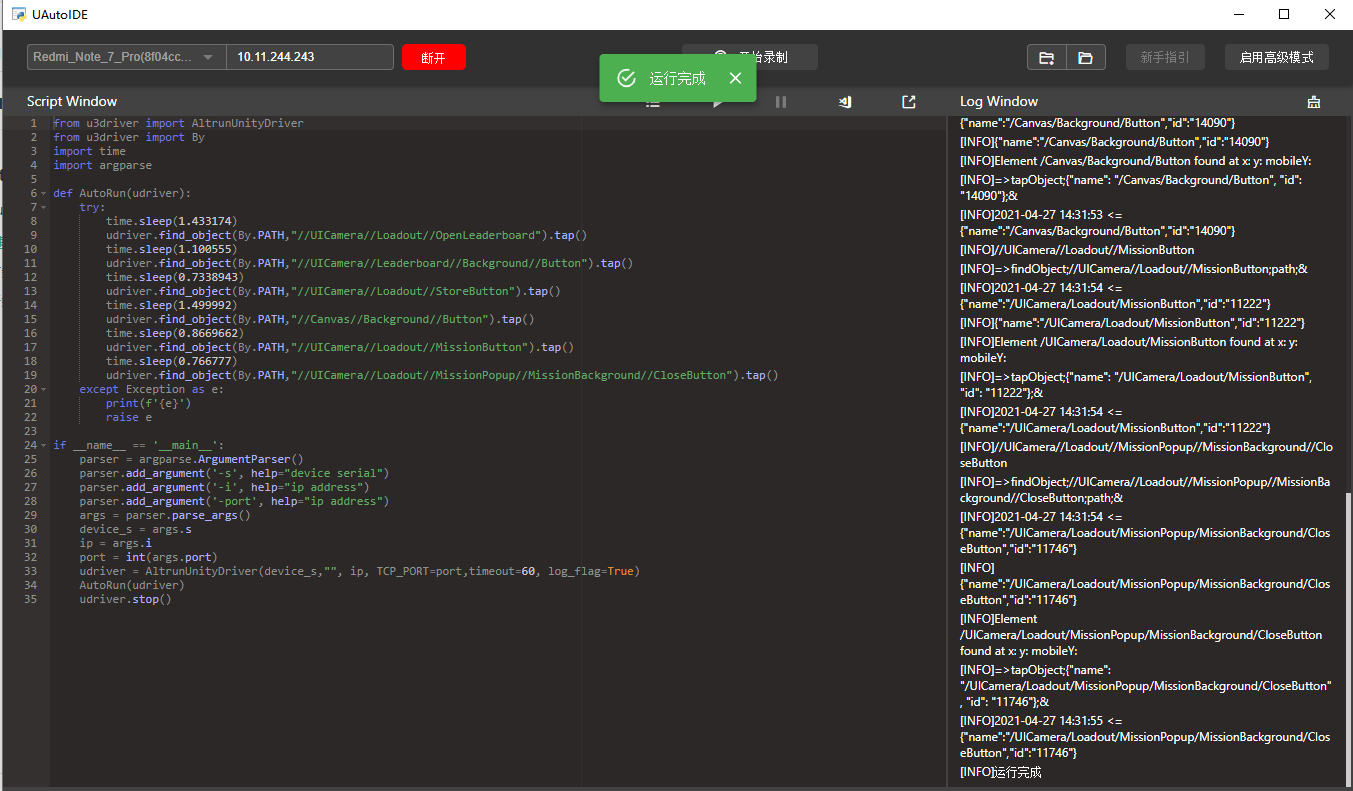 UAutoIDE
Redmi_Note_7_Pro(8f04cc...
10.11.244.243
断开
始录制
新手指引
启用高级模式
运行完成
Script Window
Log Window
1 from u3driver import AltrunUnityDriver
2 from u3driver import By
3 import time
4 import argparse
5
6 def AutoRun(udriver):
7 try:
8 time.sleep(1.433174)
9 udriver.find_object(By.PATH,"//UICamera//Loadout//OpenLeaderboard").tap()
10 time.sleep(1.100555)
11 udriver.find_object(By.PATH,"//UICamera//Leaderboard//Background//Button").tap()
12 time.sleep(0.7338943)
13 udriver.find_object(By.PATH,"//UICamera//Loadout//StoreButton").tap()
14 time.sleep(1.499992)
15 udriver.find_object(By.PATH,"//Canvas//Background//Button").tap()
16 time.sleep(0.8669662)
17 udriver.find_object(By.PATH,"//UICamera//Loadout//MissionButton").tap()
18 time.sleep(0.766777)
19 udriver.find_object(By.PATH,"//UICamera//Loadout//MissionPopup//MissionBackground//CloseButton").tap()
20 except Exception as e:
21 print(f'{e}')
22 raise e
23
24 if __name__ == '__main__':
25 parser = argparse.ArgumentParser()
26 parser.add_argument('-s', help="device serial")
27 parser.add_argument('-i', help="ip address")
28 parser.add_argument('-port', help="ip address")
29 args = parser.parse_args()
30 device_s = args.s
31 ip = args.i
32 port = int(args.port)
33 udriver = AltrunUnityDriver(device_s,"", ip, TCP_PORT=port,timeout=60, log_flag=True)
34 AutoRun(udriver)
35 udriver.stop()
{"name":"/Canvas/Background/Button","id":"14090"}
[INFO]{"name":"/Canvas/Background/Button","id":"14090"}
[INFO]Element /Canvas/Background/Button found at x: y: mobileY:
[INFO]=>tapObject;{"name": "/Canvas/Background/Button", "id":
"14090"};&
[INFO]2021-04-27 14:31:53 <=
{"name":"/Canvas/Background/Button","id":"14090"}
[INFO]//UICamera//Loadout//MissionButton
[INFO]=>findObject;//UICamera//Loadout//MissionButton;path;&
[INFO]2021-04-27 14:31:54 <=
{"name":"/UICamera/Loadout/MissionButton","id":"11222"}
[INFO]{"name":"/UICamera/Loadout/MissionButton","id":"11222"}
[INFO]Element /UICamera/Loadout/MissionButton found at x: y:
mobileY:
[INFO]=>tapObject;{"name": "/UICamera/Loadout/MissionButton",
"id": "11222"};&
[INFO]2021-04-27 14:31:54 <=
{"name":"/UICamera/Loadout/MissionButton","id":"11222"}
[INFO]//UICamera//Loadout//MissionPopup//MissionBackground//Clo
seButton
[INFO]=>findObject;//UICamera//Loadout//MissionPopup//MissionBa
ckground//CloseButton;path;&
[INFO]2021-04-27 14:31:54 <=
{"name":"/UICamera/Loadout/MissionPopup/MissionBackground/Clo
seButton","id":"11746"}
[INFO]
{"name":"/UICamera/Loadout/MissionPopup/MissionBackground/Clo
seButton","id":"11746"}
[INFO]Element
/UICamera/Loadout/MissionPopup/MissionBackground/CloseButton
found at x: y: mobileY:
[INFO]=>tapObject;{"name":
"/UICamera/Loadout/MissionPopup/MissionBackground/CloseButton"
, "id": "11746"};&
[INFO]2021-04-27 14:31:55 <=
{"name":"/UICamera/Loadout/MissionPopup/MissionBackground/Clo
seButton","id":"11746"}
[INFO]运行完成